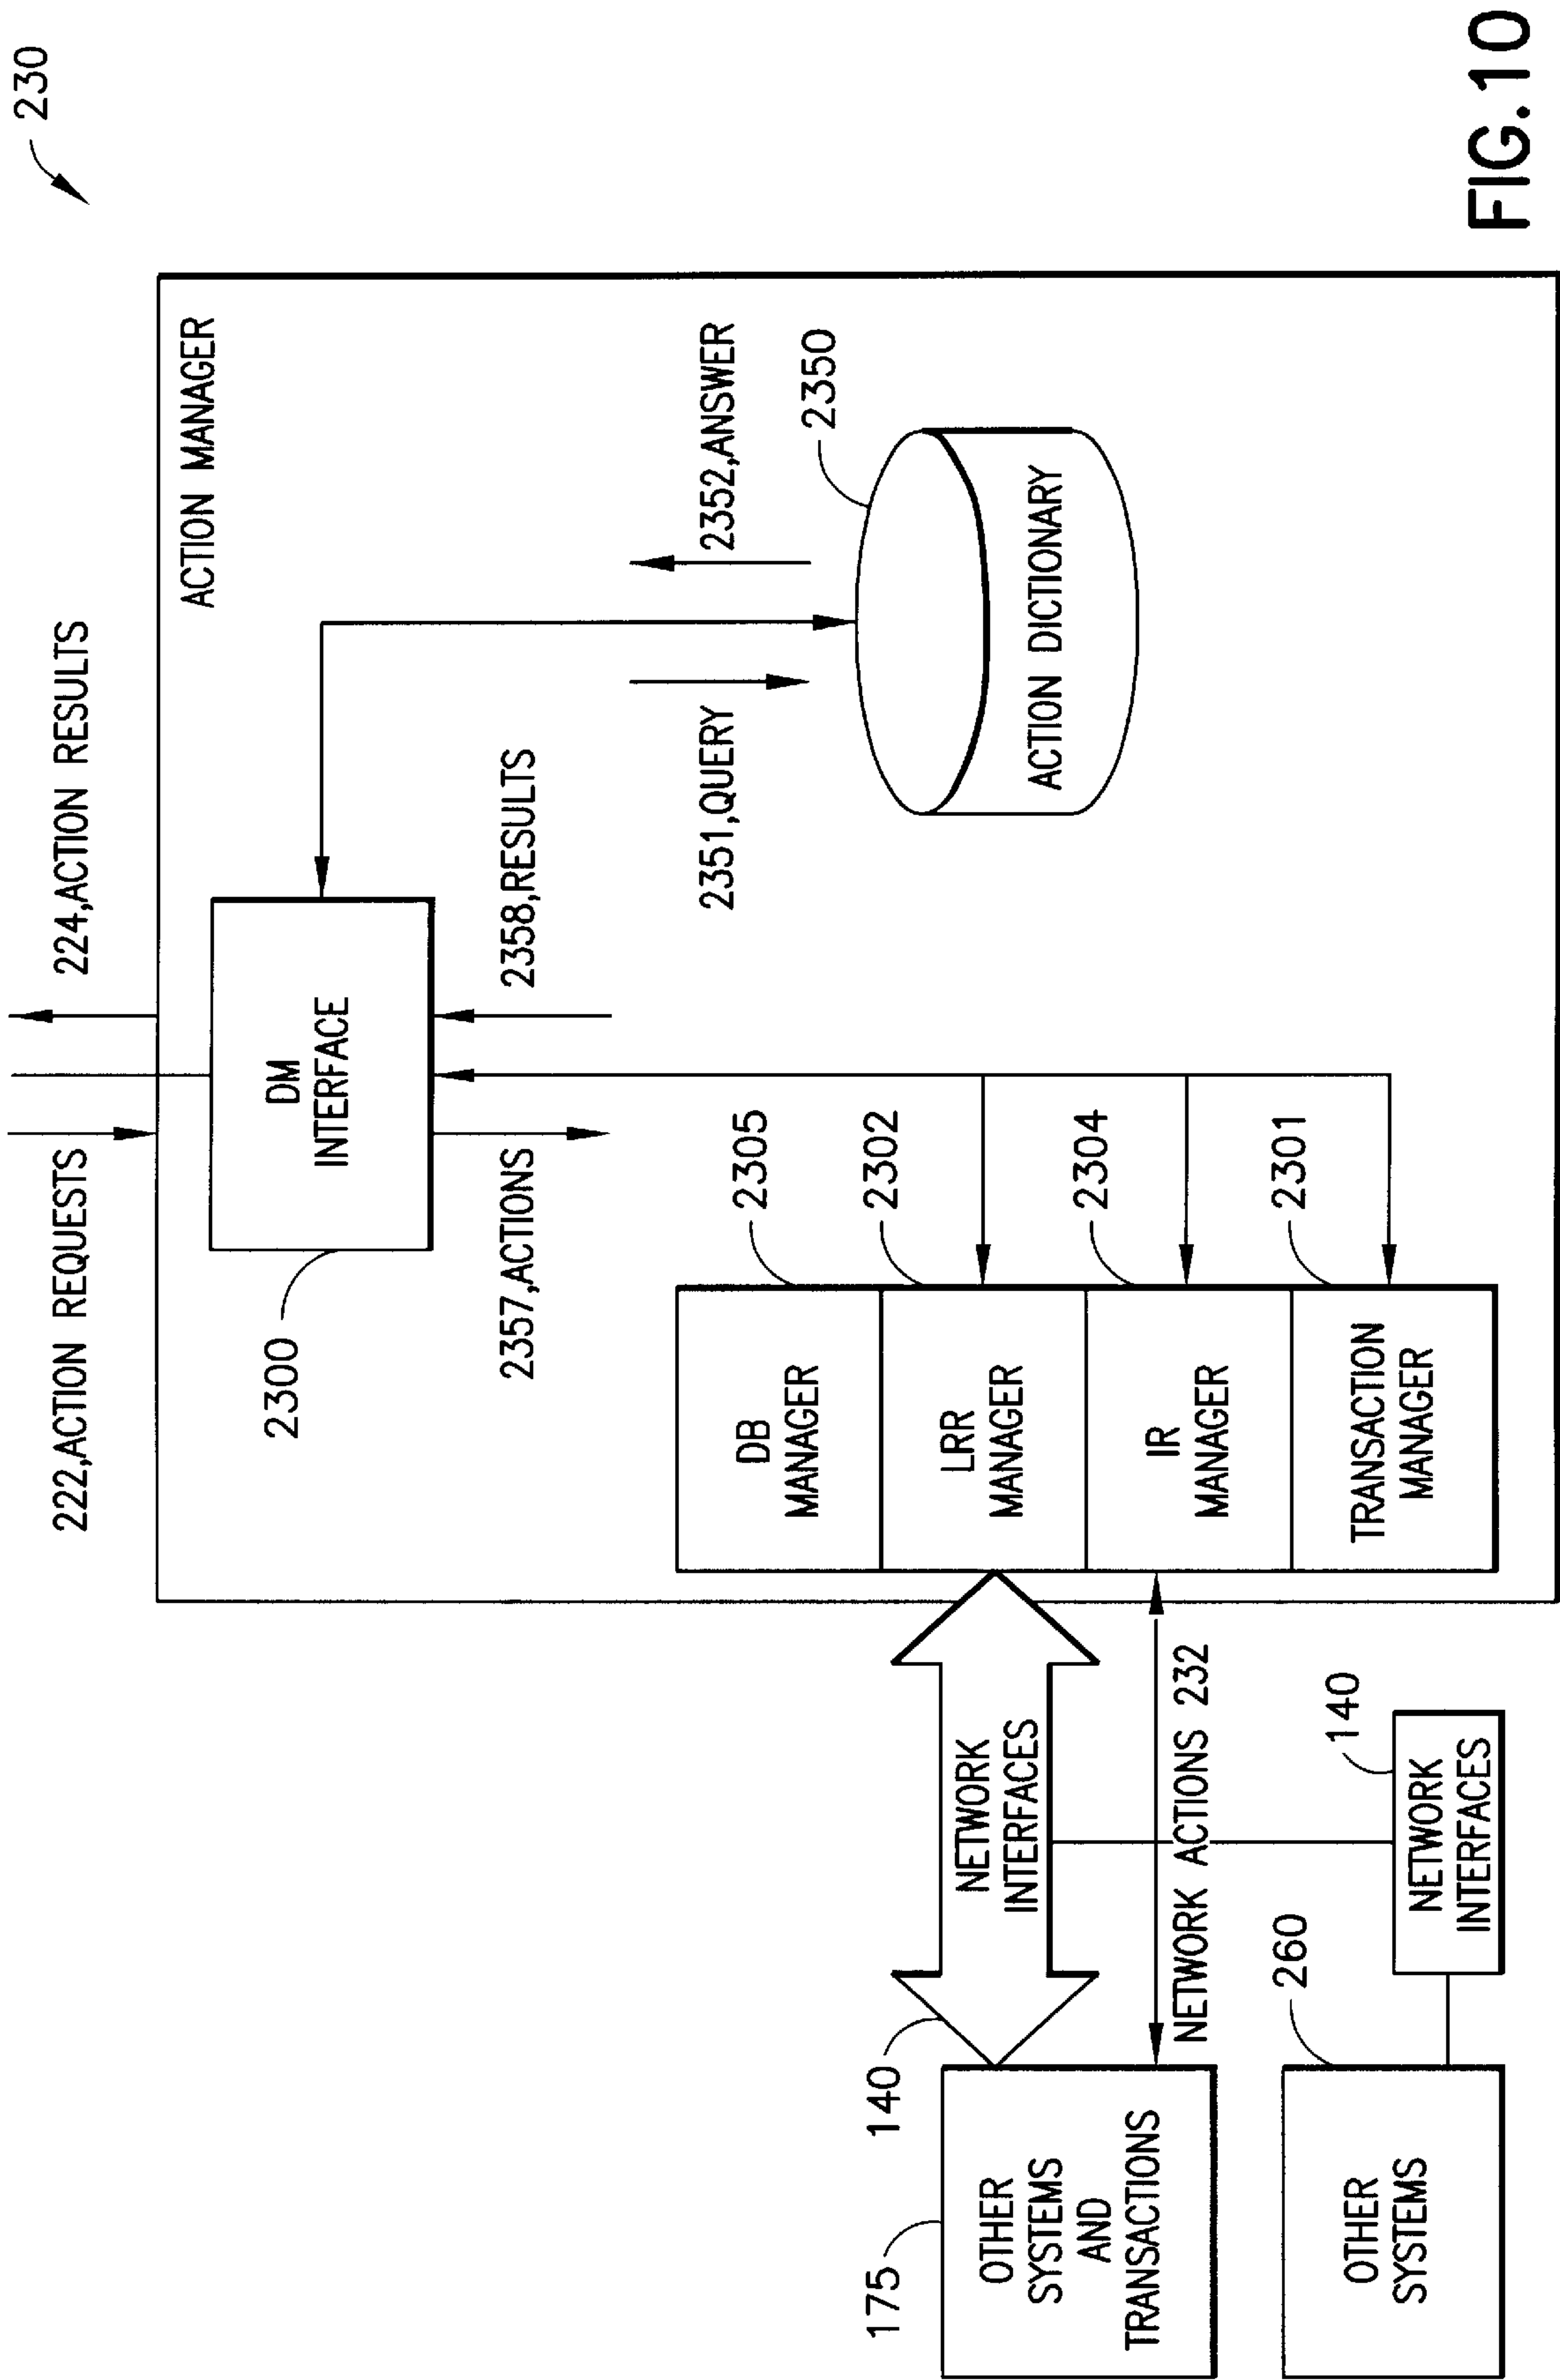 230
222,ACTION REQUESTS
224,ACTION RESULTS
ACTION MANAGER
2300
DM
INTERFACE
2357,ACTIONS
2358,RESULTS
2351,QUERY
2352,ANSWER
2350
ACTION DICTIONARY
DB
MANAGER
2305
LRR
MANAGER
2302
IR
MANAGER
2304
TRANSACTION
MANAGER
2301
NETWORK
INTERFACES
140
NETWORK ACTIONS 232
175
OTHER
SYSTEMS
AND
TRANSACTIONS
260
OTHER
SYSTEMS
140
NETWORK
INTERFACES
FIG.10